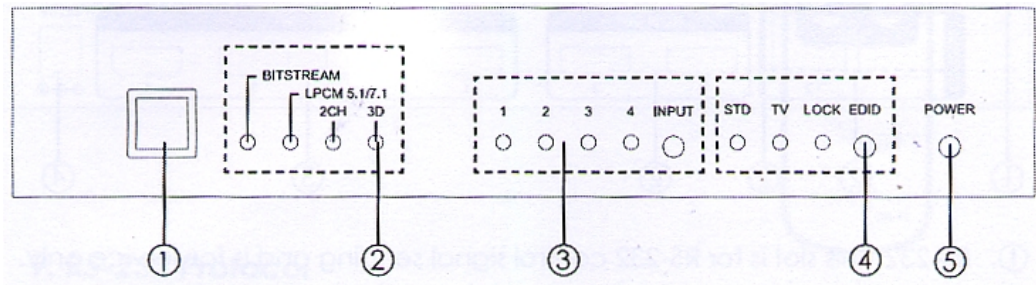 BITSTREAM
LPCM 5.1/7.1
2CH 3D
1 2 3 4 INPUT
STD TV LOCK EDID
POWER
① ② ③ ④ ⑤